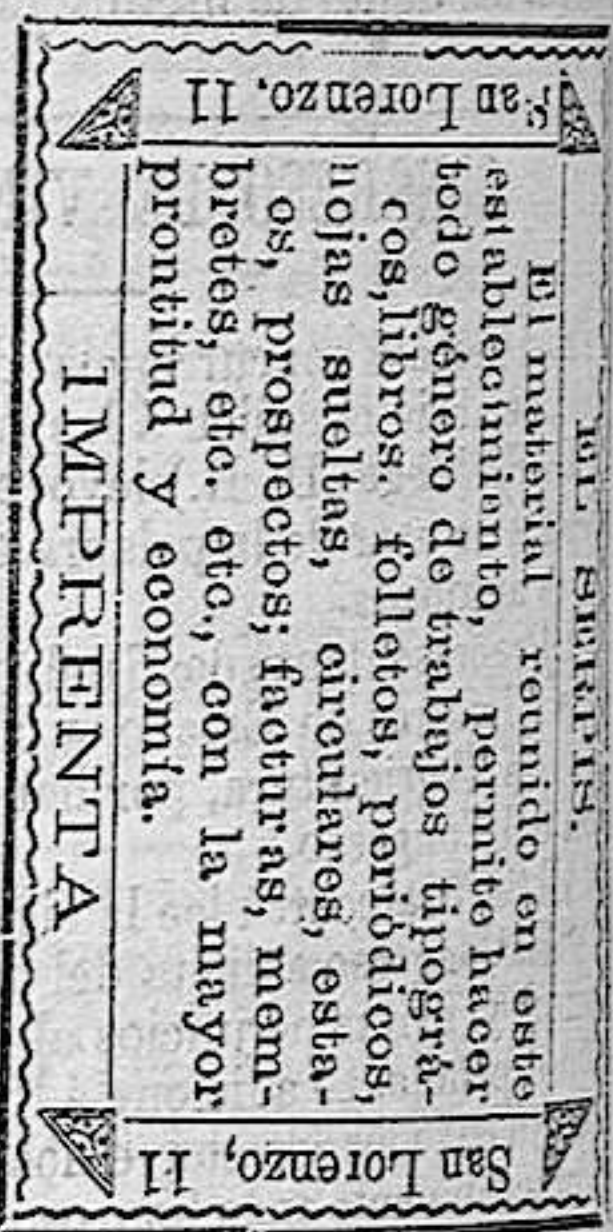 EL SERPIS.
San Lorenzo, 11
El material reunido en este
establecimiento, permite hacer
todo género de trabajos tipográ-
cos, libros. folletos, periódicos,
hojas sueltas, circulares, esta-
os, prospectos; facturas, mem-
bretes, etc. etc., con la mayor
prontitud y economía.
San Lorenzo, 11
IMPRENTA